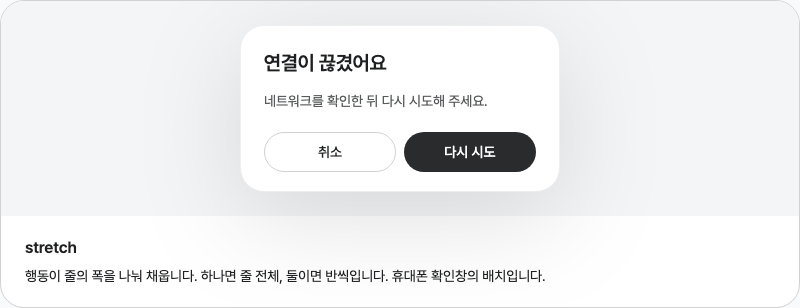 연결이 끊겼어요
네트워크를 확인한 뒤 다시 시도해 주세요.
취소
다시 시도
stretch
행동이 줄의 폭을 나눠 채웁니다. 하나면 줄 전체, 둘이면 반씩입니다. 휴대폰 확인창의 배치입니다.